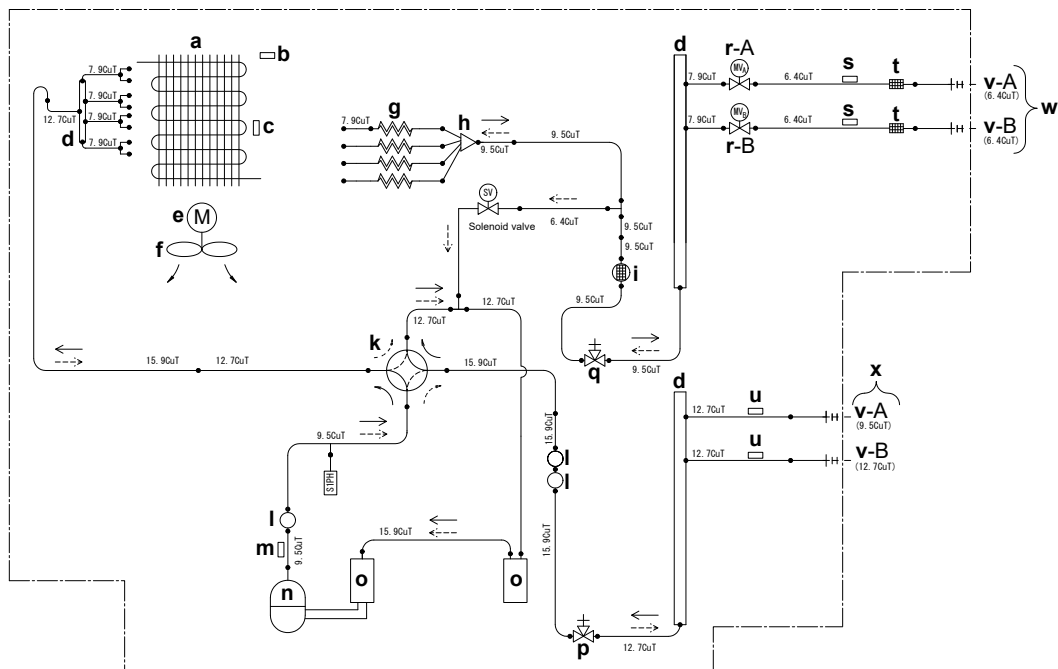 a
b
7.9CuT
7.9CuT
7.9CuT
7.9CuT
12.7CuT
d
c
e
M
f
g
7.9CuT
h
9.5CuT
9.5CuT
SV
Solenoid valve
6.4CuT
9.5CuT
9.5CuT
i
9.5CuT
q
9.5CuT
d
r-A
MVA
7.9CuT
6.4CuT
s
t
v-A
(6.4CuT)
w
MVB
7.9CuT
6.4CuT
s
t
r-B
v-B
(6.4CuT)
12.7CuT
12.7CuT
k
15.9CuT
12.7CuT
15.9CuT
9.5CuT
S1PH
l
m
9.5CuT
n
o
15.9CuT
o
15.9CuT
l
l
15.9CuT
p
12.7CuT
d
x
12.7CuT
u
v-A
(9.5CuT)
12.7CuT
u
v-B
(12.7CuT)